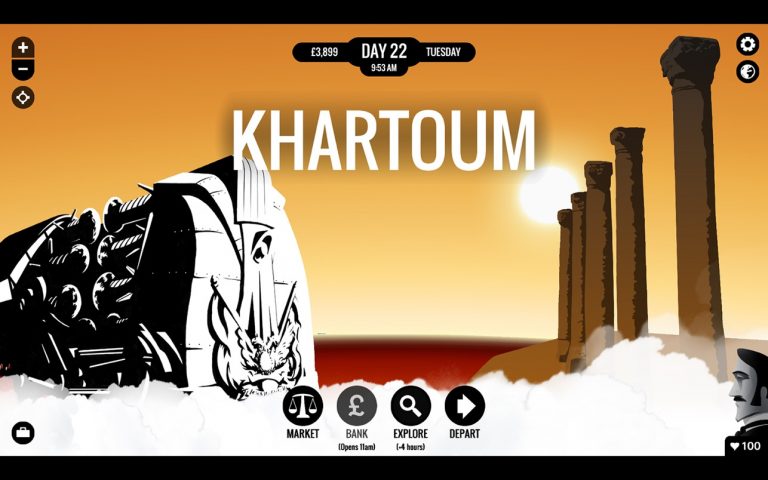 £3,899
DAY 22
TUESDAY
9:53 AM
KHARTOUM
MARKET
BANK
EXPLORE
DEPART
(Opens 11am)
(~4 hours)
100